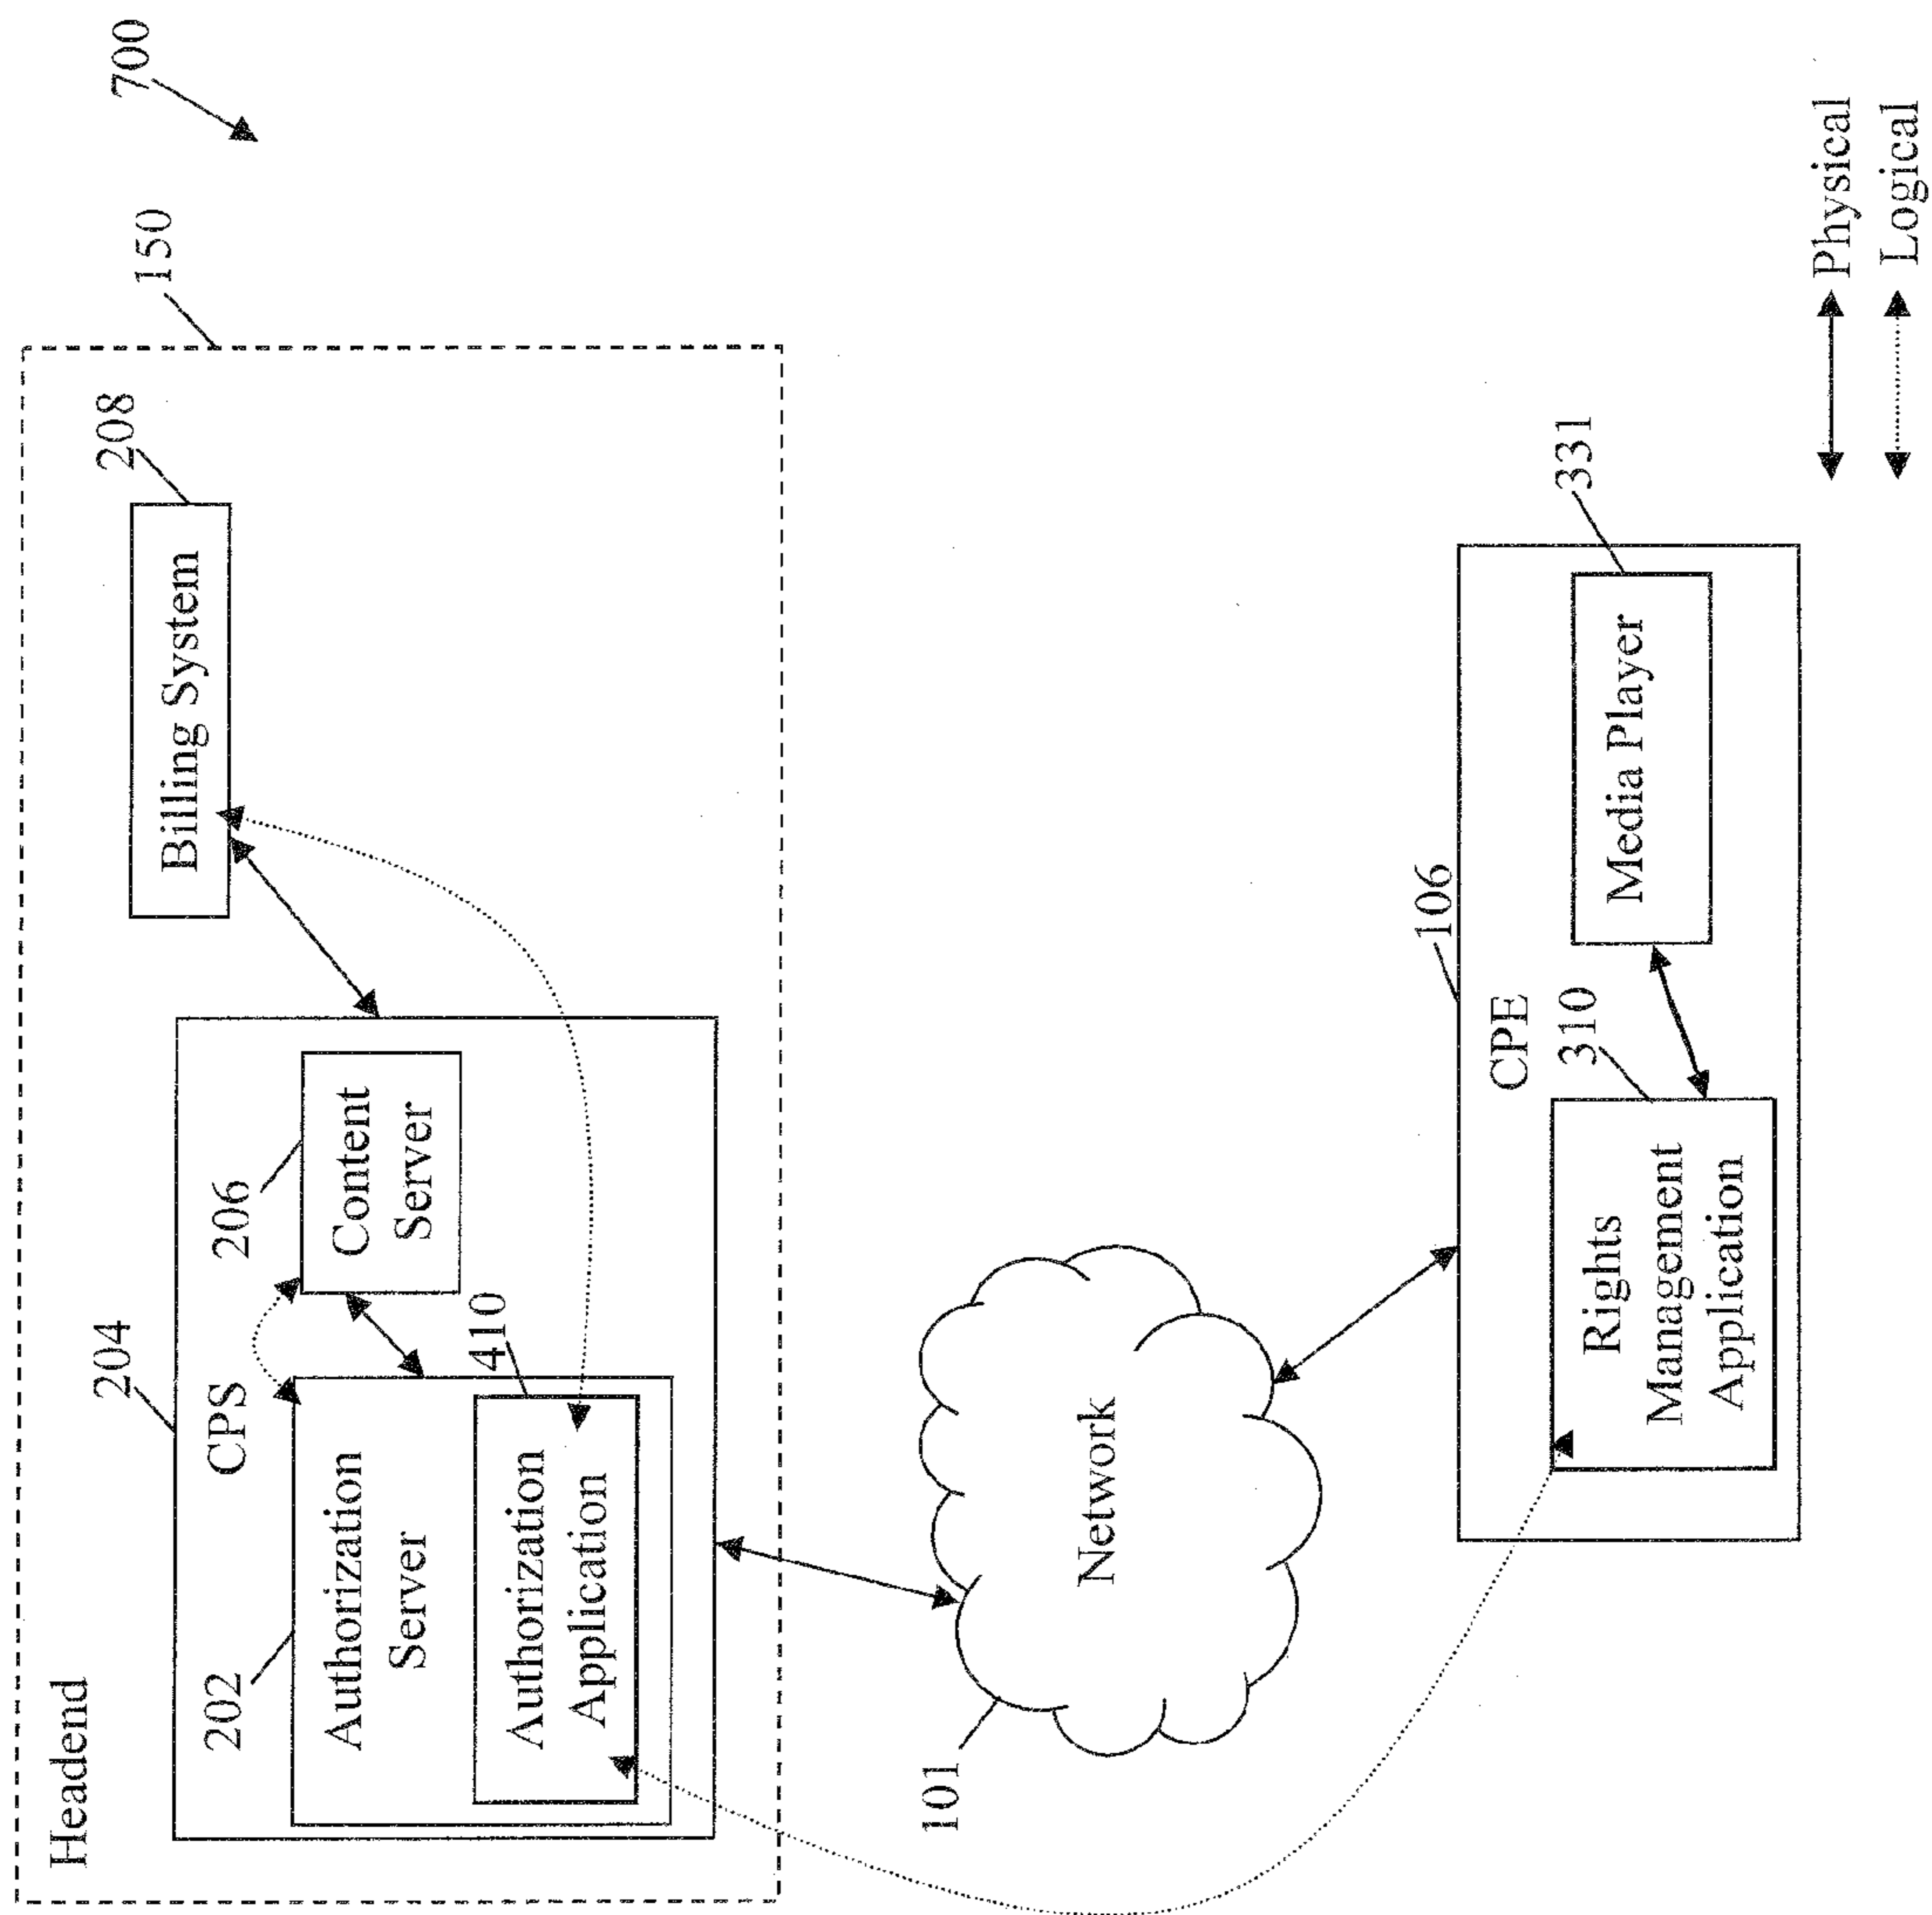 700
150
Headend
208
Billing System
204
CPS
206
Content
Server
202
Authorization
Server
410
Authorization
Application
101
Network
106
CPE
310
Rights
Management
Application
331
Media Player
Physical
Logical